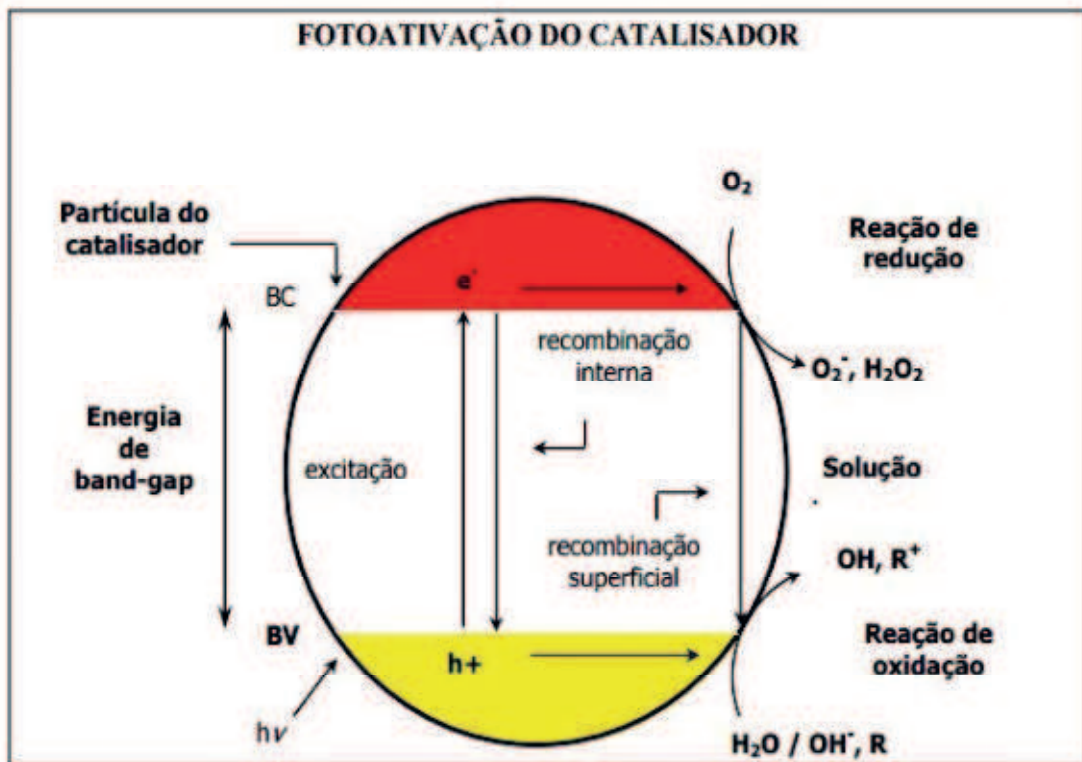 FOTOATIVAÇÃO DO CATALISADOR
O₂
Partícula do
catalisador
Reação de
redução
e⁻
BC
recombinação
interna
O₂⁻, H₂O₂
Energia
de
band-gap
excitação
Solução
recombinação
superficial
OH, R⁺
BV
h+
Reação de
oxidação
hν
H₂O / OH⁻, R